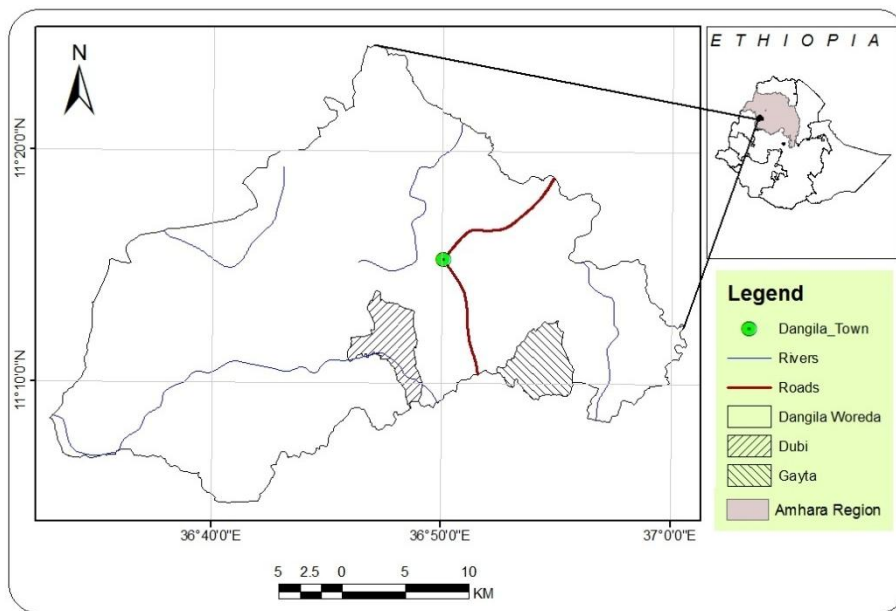 N
E T H I O P I A
11°20'0"N
11°10'0"N
36°40'0"E
36°50'0"E
37°0'0"E
Legend
Dangila_Town
Rivers
Roads
Dangila Woreda
Dubi
Gayta
Amhara Region
5 2.5 0 5 10
KM